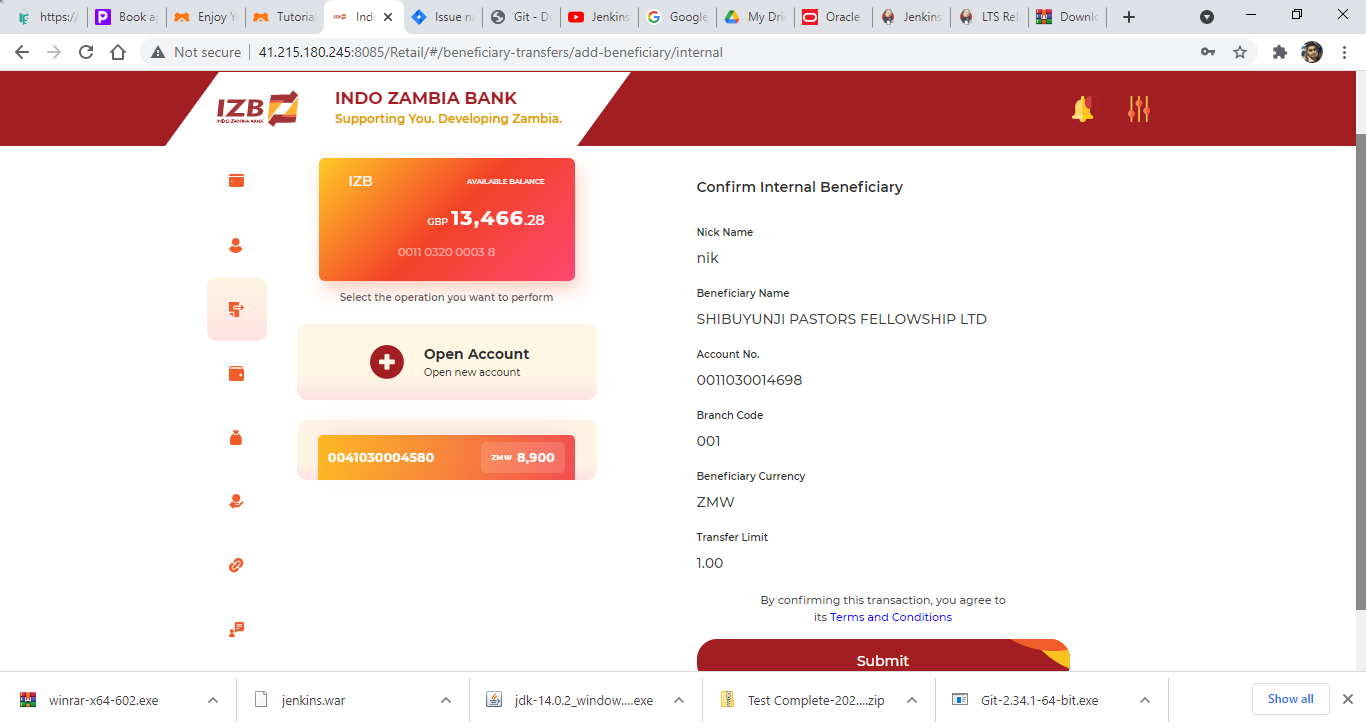 https:/
Book a
Enjoy Y
Tutoria
Ind
Issue n
Git - D
Jenkins
Google
My Dri
Oracle
Jenkins
LTS Rel
Downlo
Not secure
41.215.180.245:8085/Retail/#/beneficiary-transfers/add-beneficiary/internal
IZB
INDO ZAMBIA BANK
INDO ZAMBIA BANK
Supporting You. Developing Zambia.
IZB
AVAILABLE BALANCE
GBP 13,466.28
0011 0320 0003 8
Select the operation you want to perform
Open Account
Open new account
0041030004580
ZMW 8,900
Confirm Internal Beneficiary
Nick Name
nik
Beneficiary Name
SHIBUYUNJI PASTORS FELLOWSHIP LTD
Account No.
0011030014698
Branch Code
001
Beneficiary Currency
ZMW
Transfer Limit
1.00
By confirming this transaction, you agree to
its Terms and Conditions
Submit
winrar-x64-602.exe
jenkins.war
jdk-14.0.2_window....exe
Test Complete-202....zip
Git-2.34.1-64-bit.exe
Show all